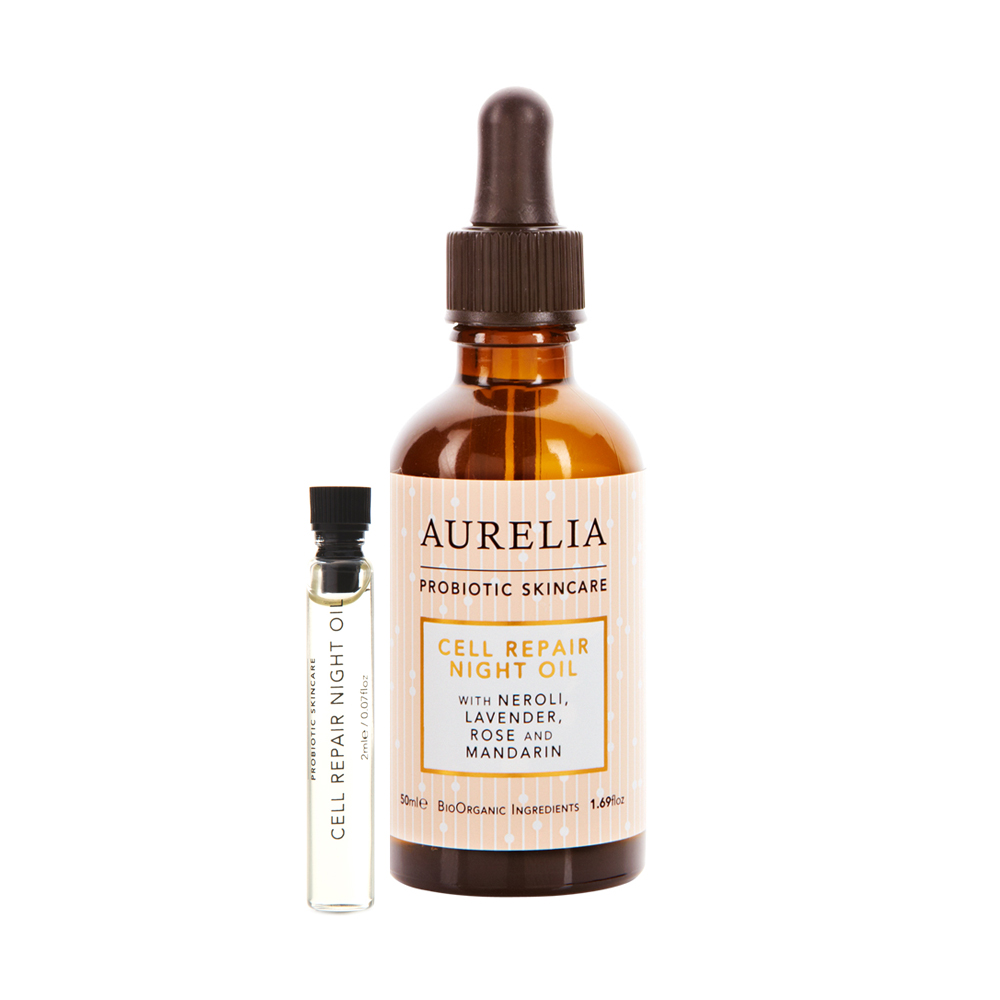 AURELIA
PROBIOTIC SKINCARE
CELL REPAIR
NIGHT OIL
WITH NEROLI,
LAVENDER,
ROSE AND
MANDARIN
50ml℮ BIOORGANIC INGREDIENTS 1.69floz
PROBIOTIC SKINCARE
CELL REPAIR NIGHT OIL
2ml℮ / 0.07floz